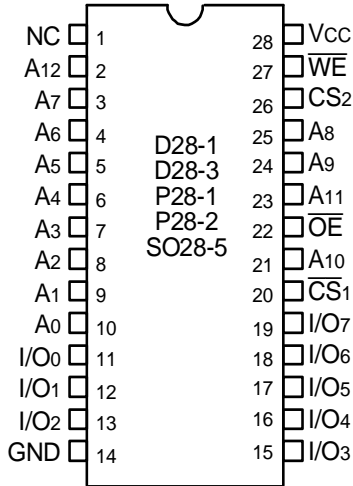 NC 1 28 VCC
A12 2 27 W̅E̅
A7 3 26 CS2
A6 4 25 A8
A5 5 24 A9
A4 6 23 A11
A3 7 22 O̅E̅
A2 8 21 A10
A1 9 20 C̅S̅1
A0 10 19 I/O7
I/O0 11 18 I/O6
I/O1 12 17 I/O5
I/O2 13 16 I/O4
GND 14 15 I/O3
D28-1
D28-3
P28-1
P28-2
SO28-5